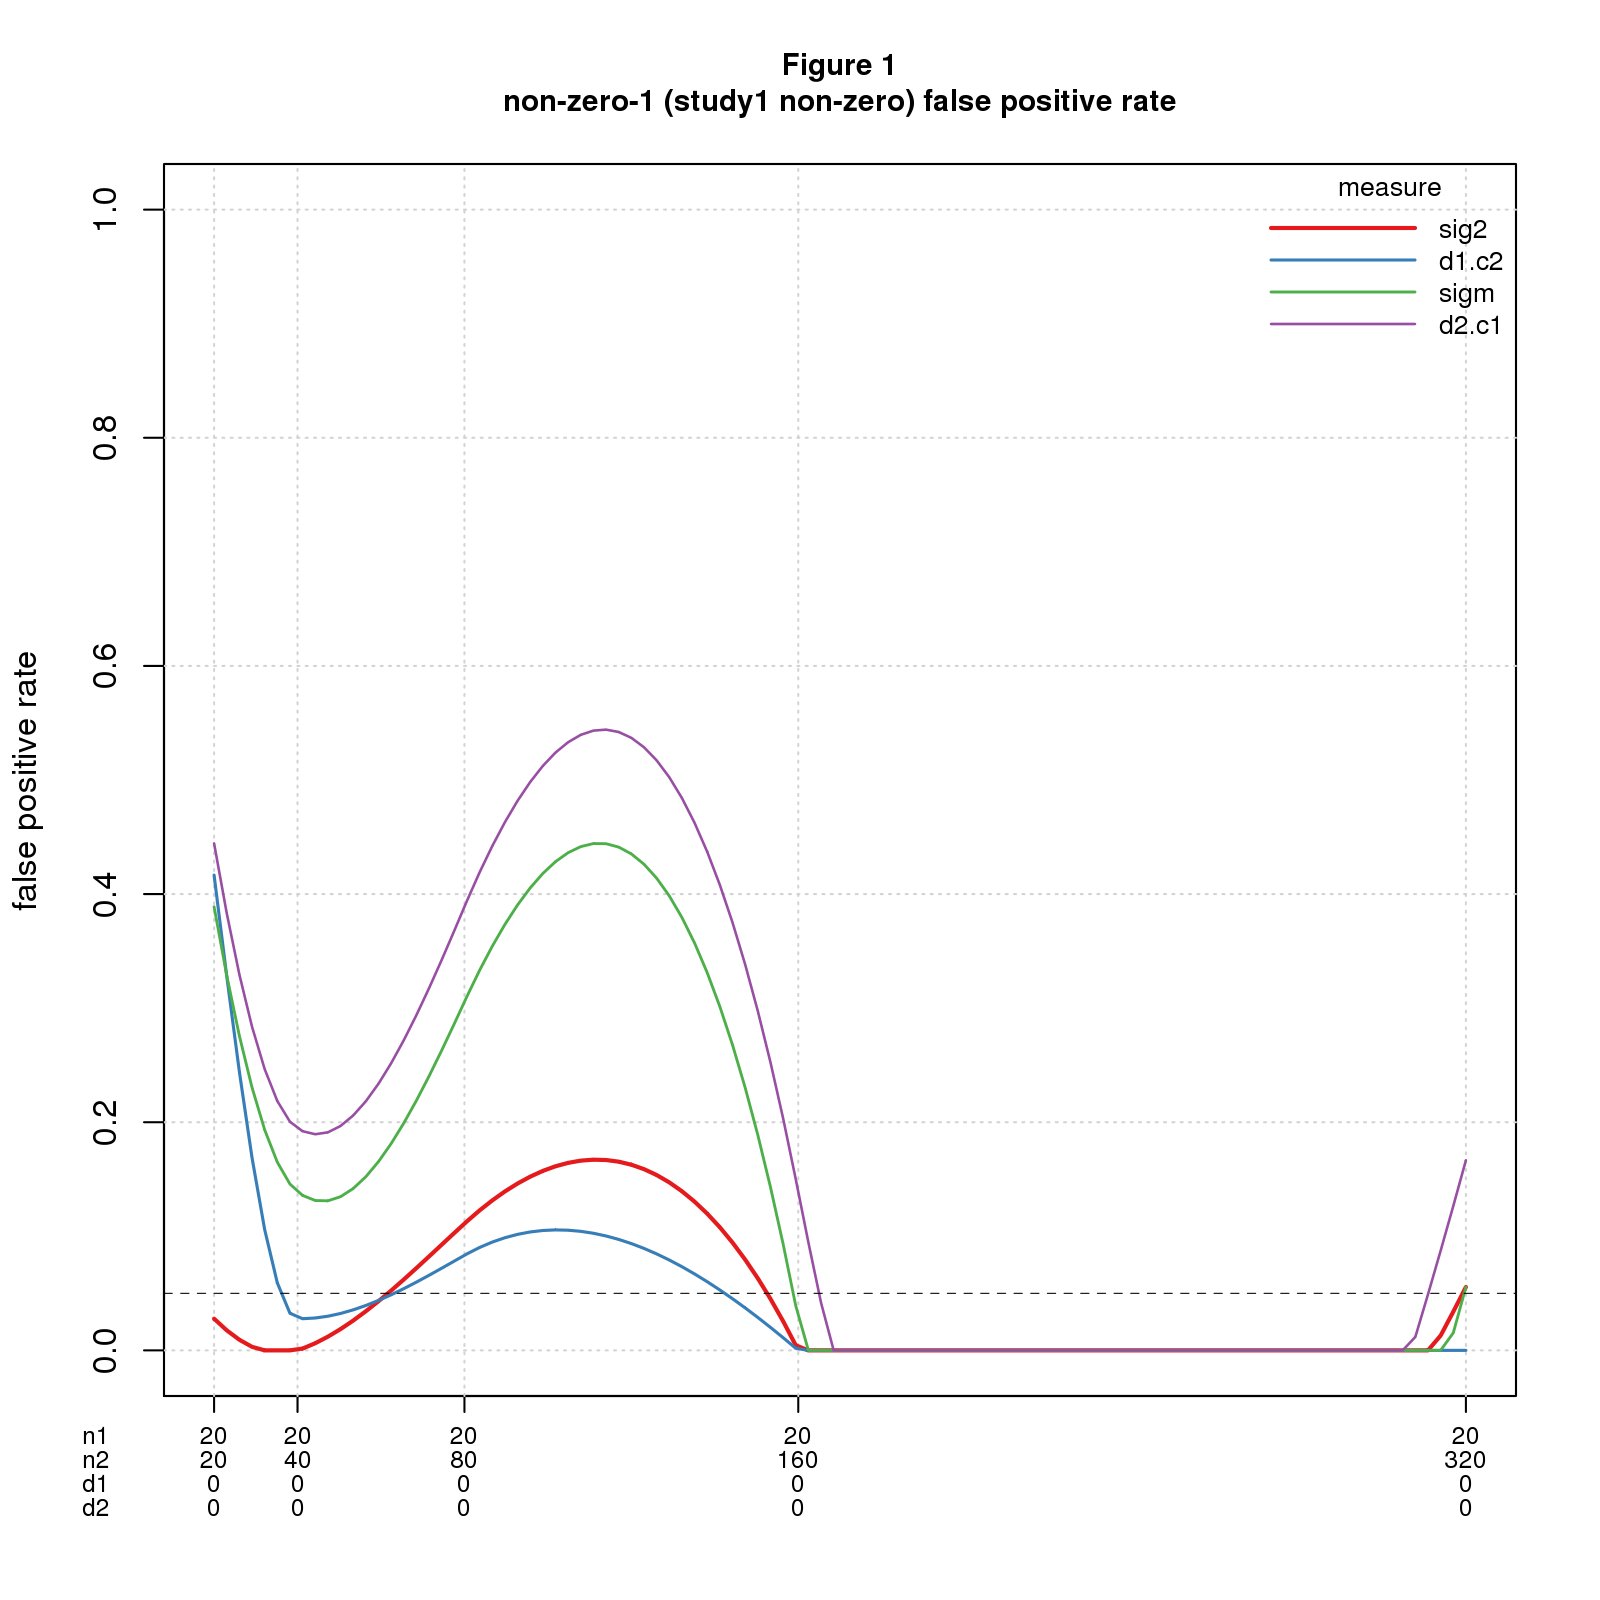 Figure 1
non-zero-1 (study1 non-zero) false positive rate
measure
sig2
d1.c2
sigm
d2.c1
false positive rate
1.0
0.8
0.6
0.4
0.2
0.0
n1 20 20 20 20 20
n2 20 40 80 160 320
d1 0 0 0 0 0
d2 0 0 0 0 0